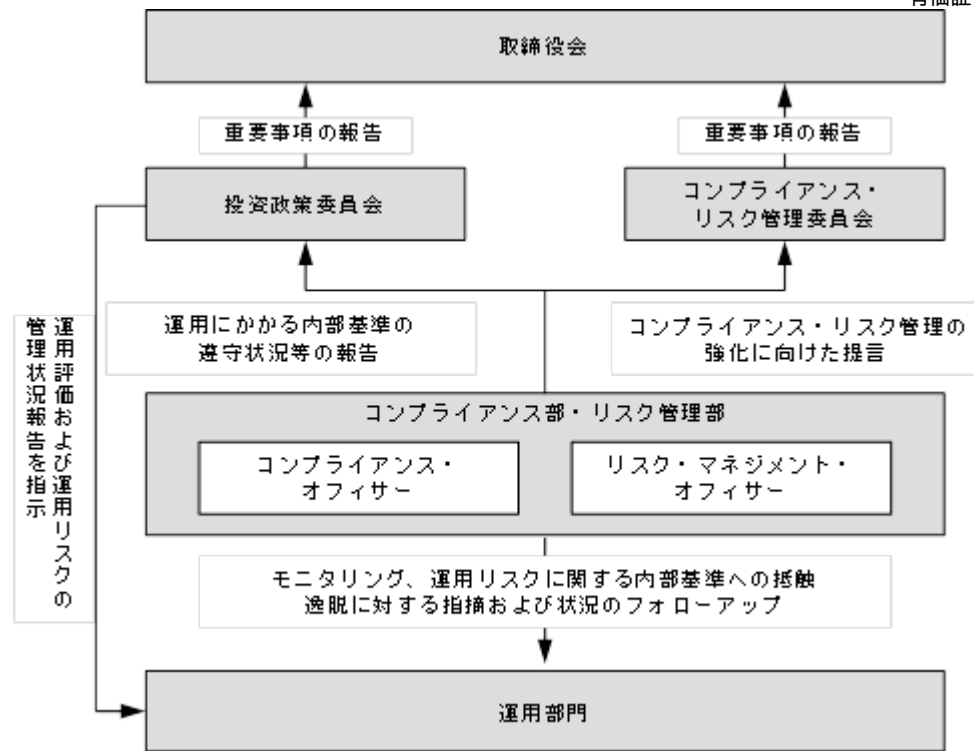 取締役会
重要事項の報告
重要事項の報告
投資政策委員会
コンプライアンス・
リスク管理委員会
運用にかかる内部基準の
遵守状況等の報告
コンプライアンス・リスク管理の
強化に向けた提言
運用評価および運用リスクの
管理状況報告を指示
コンプライアンス部・リスク管理部
コンプライアンス・
オフィサー
リスク・マネジメント・
オフィサー
モニタリング、運用リスクに関する内部基準への抵触
逸脱に対する指摘および状況のフォローアップ
運用部門